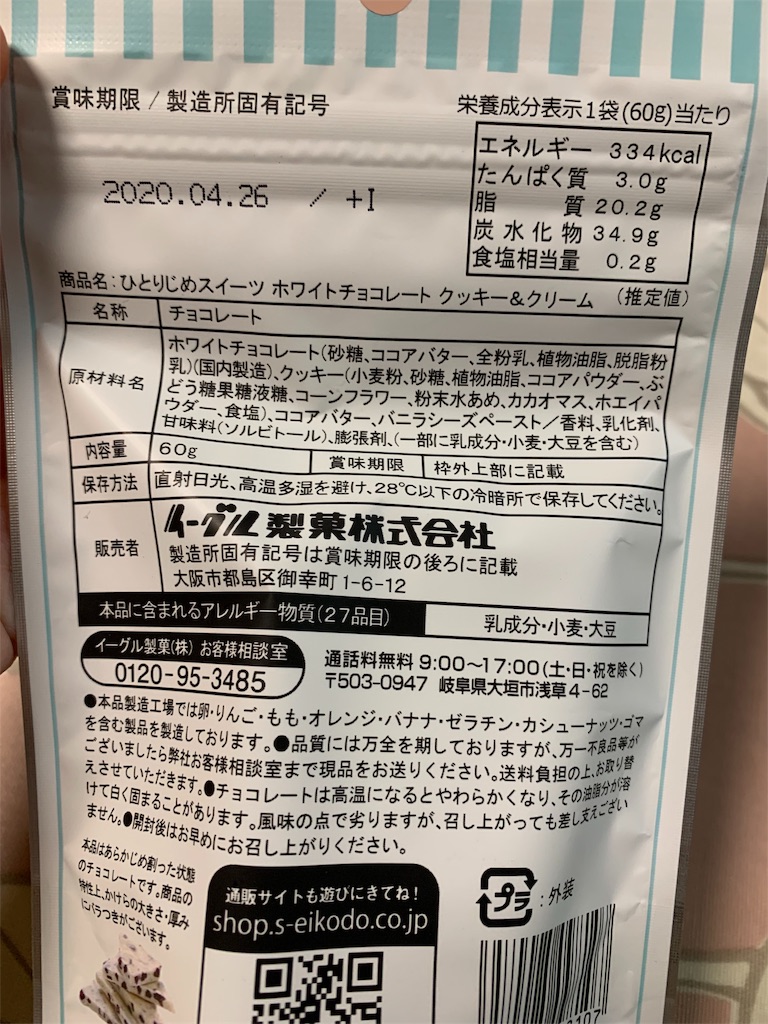 賞味期限 / 製造所固有記号
2020.04.26 / +I
栄養成分表示1袋(60g)当たり
エネルギー 334kcal
たんぱく質 3.0g
脂質 20.2g
炭水化物 34.9g
食塩相当量 0.2g
(推定値)
商品名:ひとりじめスイーツ ホワイトチョコレート クッキー&クリーム
名称 チョコレート
原材料名
ホワイトチョコレート(砂糖、ココアバター、全粉乳、植物油脂、脱脂粉
乳)(国内製造)、クッキー(小麦粉、砂糖、植物油脂、ココアパウダー、ぶ
どう糖果糖液糖、コーンフラワー、粉末水あめ、カカオマス、ホエイパ
ウダー、食塩)、ココアバター、バニラシーズペースト/香料、乳化剤、
甘味料(ソルビトール)、膨張剤、(一部に乳成分・小麦・大豆を含む)
内容量 60g 賞味期限 枠外上部に記載
保存方法 直射日光、高温多湿を避け、28℃以下の冷暗所で保存してください。
販売者
イーグル製菓株式会社
製造所固有記号は賞味期限の後ろに記載
大阪市都島区御幸町1-6-12
本品に含まれるアレルギー物質(27品目) 乳成分・小麦・大豆
イーグル製菓(株) お客様相談室
0120-95-3485
通話料無料 9:00〜17:00(土・日・祝を除く)
〒503-0947 岐阜県大垣市浅草4-62
●本品製造工場では卵・りんご・もも・オレンジ・バナナ・ゼラチン・カシューナッツ・ゴマ
を含む製品を製造しております。●品質には万全を期しておりますが、万一不良品等が
ございましたら弊社お客様相談室まで現品をお送りください。送料負担の上、お取り替
えさせていただきます。●チョコレートは高温になるとやわらかくなり、その油脂分が溶
けて白く固まることがあります。風味の点で劣りますが、召し上がっても差し支えござい
ません。●開封後はお早めにお召し上がりください。
本品はあらかじめ割った状態
のチョコレートです。商品の
特性上、かけらの大きさ・厚み
にバラつきがございます。
通販サイトも遊びにきてね!
shop.s-eikodo.co.jp
プラ :外装